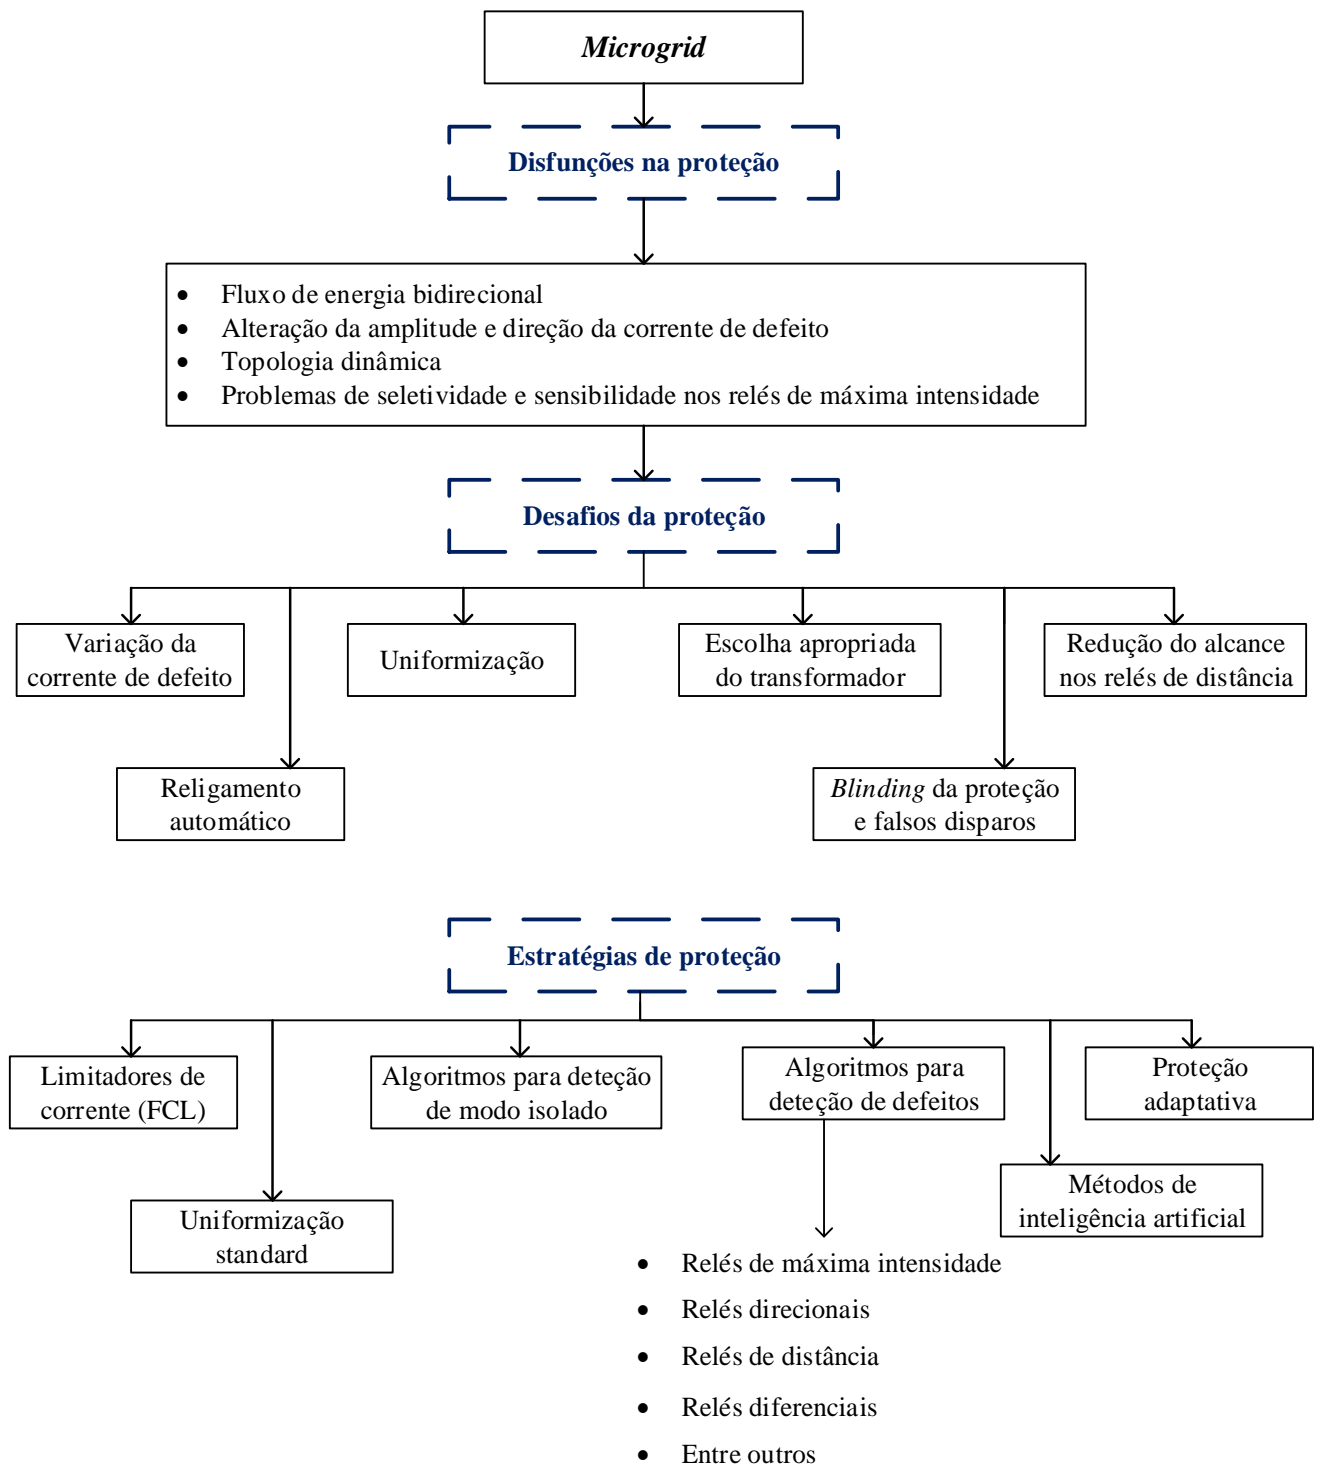 Microgrid
Disfunções na proteção
• Fluxo de energia bidirecional
• Alteração da amplitude e direção da corrente de defeito
• Topologia dinâmica
• Problemas de seletividade e sensibilidade nos relés de máxima intensidade
Desafios da proteção
Variação da
corrente de defeito
Uniformização
Escolha apropriada
do transformador
Redução do alcance
nos relés de distância
Religamento
automático
Blinding da proteção
e falsos disparos
Estratégias de proteção
Limitadores de
corrente (FCL)
Algoritmos para deteção
de modo isolado
Algoritmos para
deteção de defeitos
Proteção
adaptativa
Uniformização
standard
Métodos de
inteligência artificial
• Relés de máxima intensidade
• Relés direcionais
• Relés de distância
• Relés diferenciais
• Entre outros